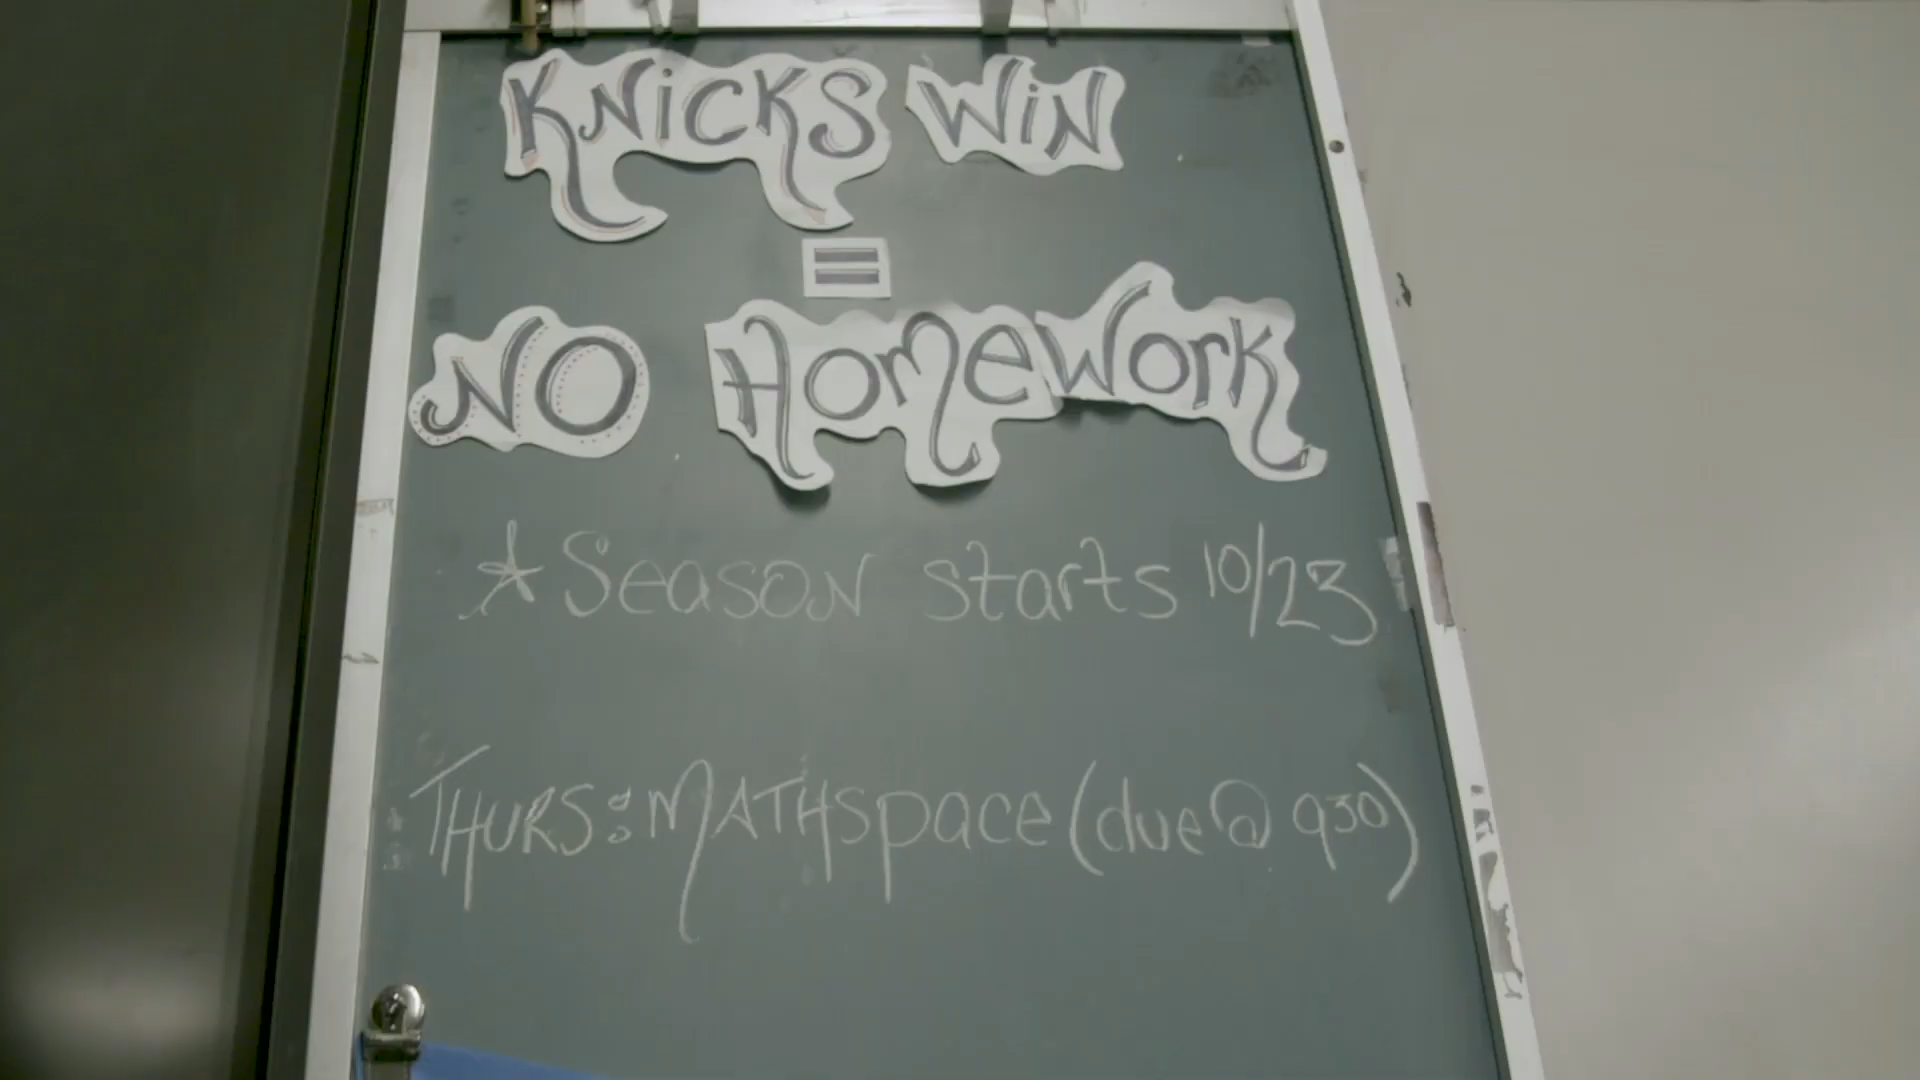 KNiCKS WiN
=
NO HomeWork
* Season starts 10/23
THURS: MATHSpace (due @ 930)